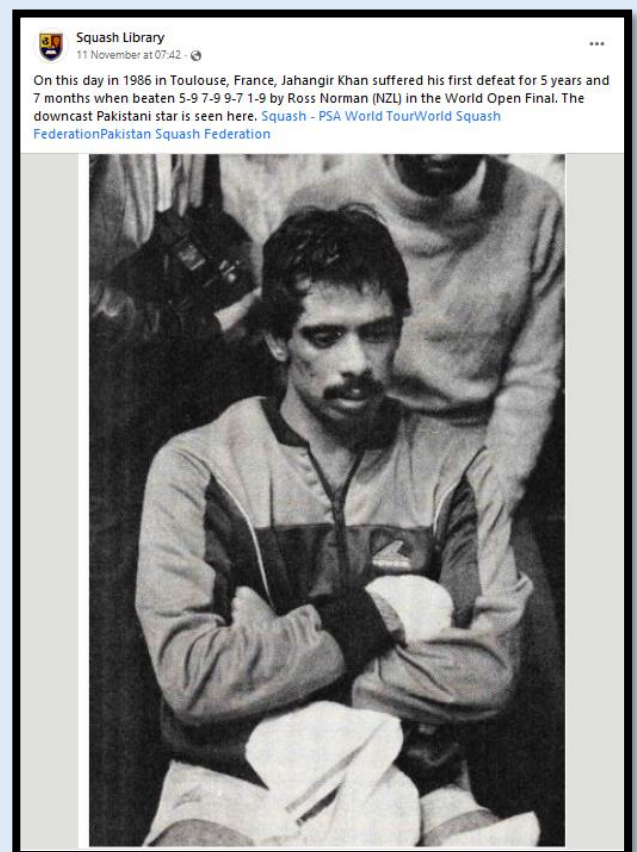 Squash Library
11 November at 07:42 ·
On this day in 1986 in Toulouse, France, Jahangir Khan suffered his first defeat for 5 years and
7 months when beaten 5-9 7-9 9-7 1-9 by Ross Norman (NZL) in the World Open Final. The
downcast Pakistani star is seen here. Squash - PSA World TourWorld Squash
FederationPakistan Squash Federation